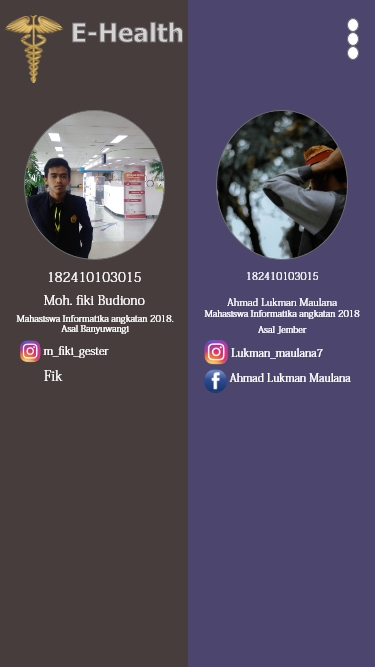 E-Health
182410103015
Moh. fiki Budiono
Mahasiswa Informatika angkatan 2018.
Asal Banyuwangi
m_fiki_gester
Fik
182410103015
Ahmad Lukman Maulana
Mahasiswa Informatika angkatan 2018
Asal Jember
Lukman_maulana7
Ahmad Lukman Maulana